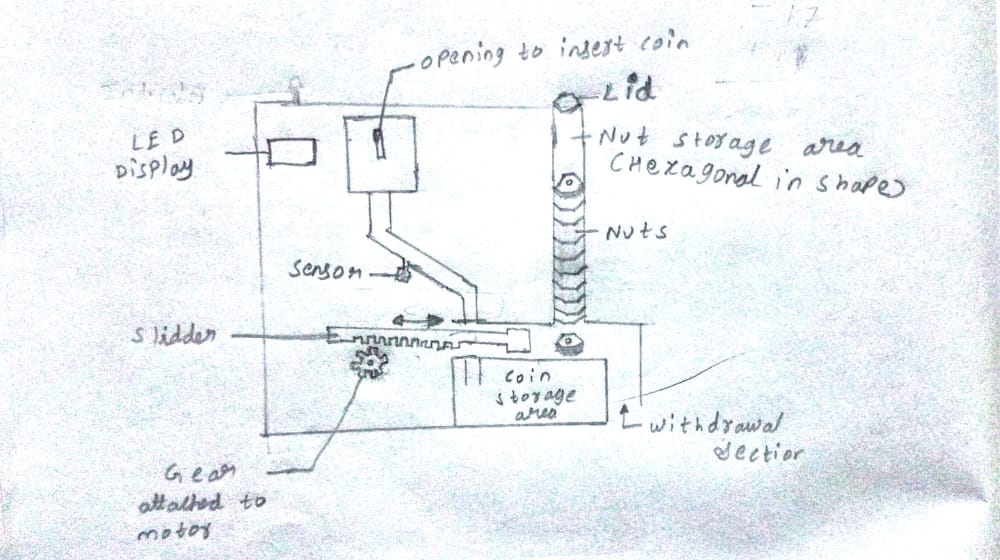 opening to insert coin
Lid
LED
Display
Nut storage area
(Hexagonal in shape)
Nuts
Sensor
Slidder
coin
storage
area
withdrawal
Section
Gear
attached to
motor